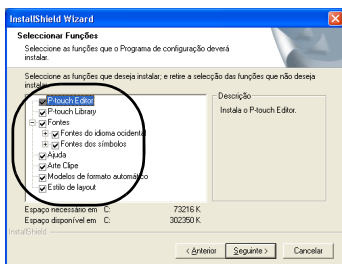 InstallShield Wizard
Seleccionar Funções
Seleccione as funções que o Programa de configuração deverá
instalar.
Seleccione as funções que deseja instalar; e retire a selecção das funções que não deseja
instalar.
Descrição
P-touch Editor
Instala o P-touch Editor.
P-touch Library
Fontes
Fontes do idioma ocidental
Fontes dos símbolos
Ajuda
Arte Clipe
Modelos de formato automático
Estilo de layout
Espaço necessário em C: 73216 K
Espaço disponível em C: 302350 K
InstallShield
< Anterior Seguinte > Cancelar